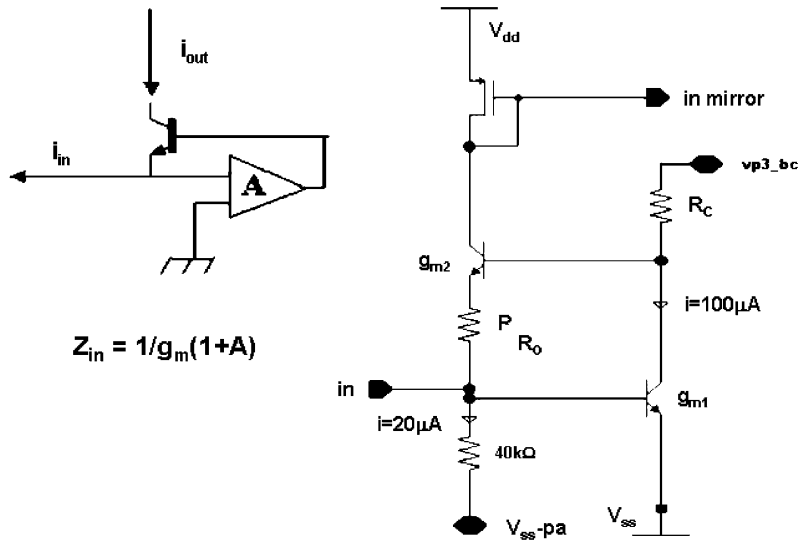 i_out
i_in
A
Z_in = 1/g_m(1+A)
V_dd
in mirror
vp3_bc
R_C
g_m2
i=100μA
P
R_O
in
g_m1
i=20μA
40kΩ
V_ss-pa
V_ss